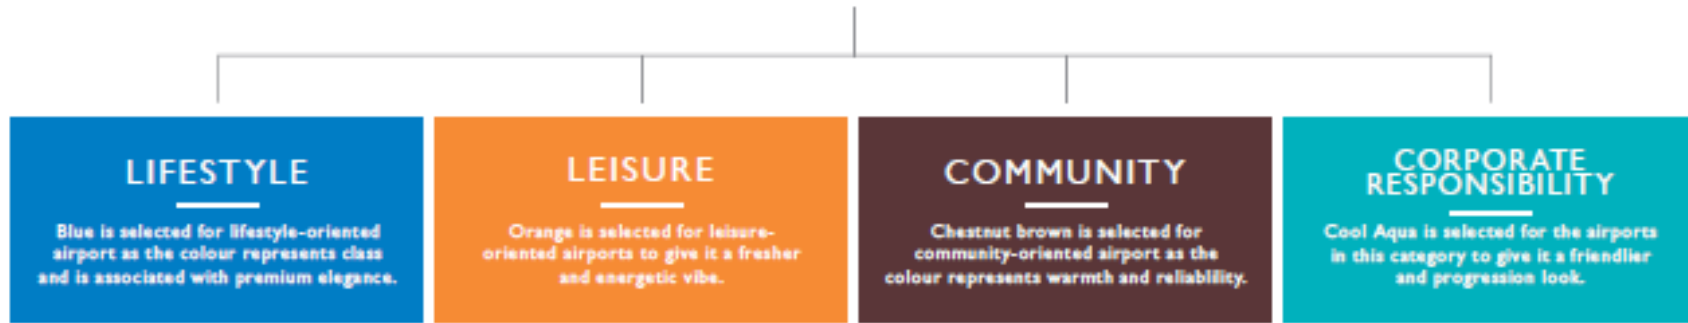 LIFESTYLE
Blue is selected for lifestyle-oriented
airport as the colour represents class
and is associated with premium elegance.
LEISURE
Orange is selected for leisure-
oriented airports to give it a fresher
and energetic vibe.
COMMUNITY
Chestnut brown is selected for
community-oriented airport as the
colour represents warmth and reliablility.
CORPORATE
RESPONSIBILITY
Cool Aqua is selected for the airports
in this category to give it a friendlier
and progression look.